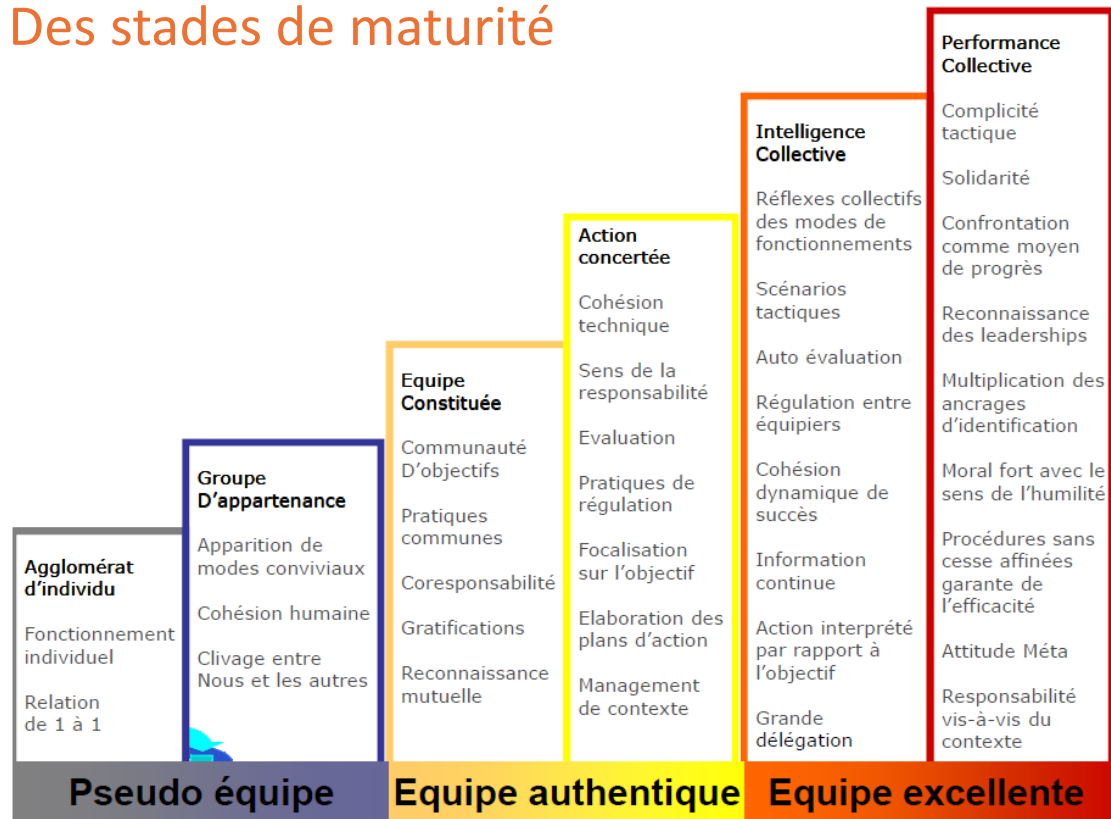 Des stades de maturité
Agglomérat
d'individu
Fonctionnement
individuel
Relation
de 1 à 1
Groupe
D'appartenance
Apparition de
modes conviviaux
Cohésion humaine
Clivage entre
Nous et les autres
Equipe
Constituée
Communauté
D'objectifs
Pratiques
communes
Coresponsabilité
Gratifications
Reconnaissance
mutuelle
Action
concertée
Cohésion
technique
Sens de la
responsabilité
Evaluation
Pratiques de
régulation
Focalisation
sur l'objectif
Elaboration des
plans d'action
Management
de contexte
Intelligence
Collective
Réflexes collectifs
des modes de
fonctionnements
Scénarios
tactiques
Auto évaluation
Régulation entre
équipiers
Cohésion
dynamique de
succès
Information
continue
Action interprété
par rapport à
l'objectif
Grande
délégation
Performance
Collective
Complicité
tactique
Solidarité
Confrontation
comme moyen
de progrès
Reconnaissance
des leaderships
Multiplication des
ancrages
d'identification
Moral fort avec le
sens de l'humilité
Procédures sans
cesse affinées
garante de
l'efficacité
Attitude Méta
Responsabilité
vis-à-vis du
contexte
Pseudo équipe
Equipe authentique
Equipe excellente